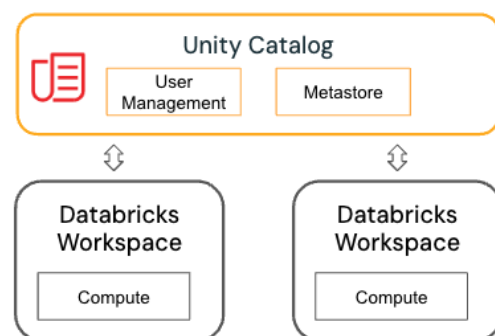 Unity Catalog
User
Management
Metastore
Databricks
Workspace
Compute
Databricks
Workspace
Compute